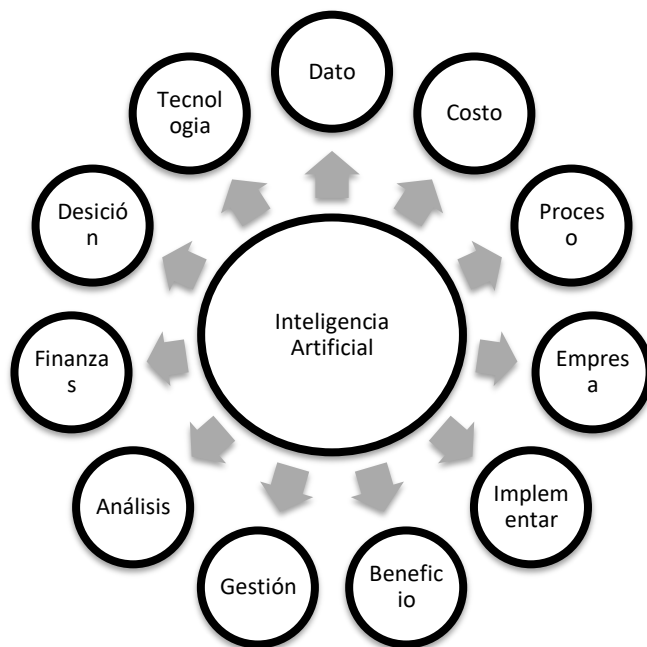 Dato
Costo
Proces
o
Empres
a
Implem
entar
Benefic
io
Gestión
Análisis
Finanza
s
Desició
n
Tecnol
ogia
Inteligencia
Artificial